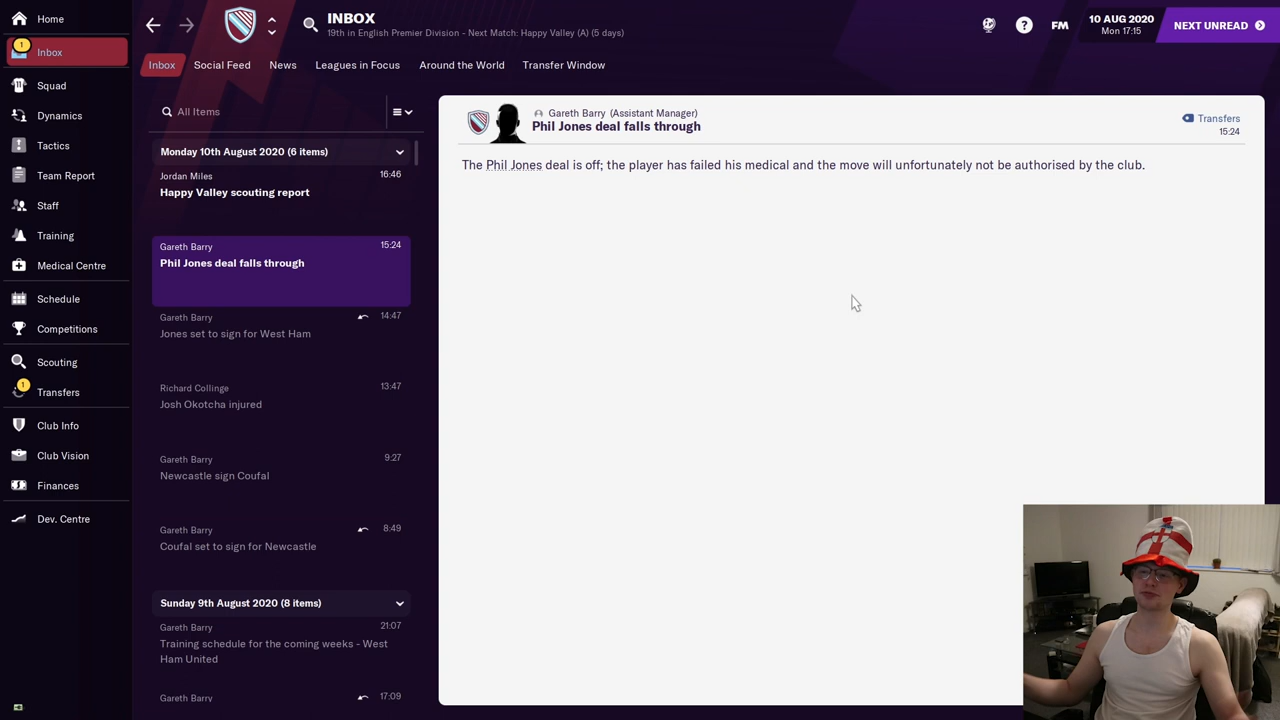 Home
1
Inbox
Squad
Dynamics
Tactics
Team Report
Staff
Training
Medical Centre
Schedule
Competitions
Scouting
1
Transfers
Club Info
Club Vision
Finances
Dev. Centre
INBOX
19th in English Premier Division - Next Match: Happy Valley (A) (5 days)
?
FM
10 AUG 2020
Mon 17:15
NEXT UNREAD
Inbox
Social Feed
News
Leagues in Focus
Around the World
Transfer Window
All Items
Monday 10th August 2020 (6 items)
Jordan Miles 16:46
Happy Valley scouting report
Gareth Barry 15:24
Phil Jones deal falls through
Gareth Barry 14:47
Jones set to sign for West Ham
Richard Collinge 13:47
Josh Okotcha injured
Gareth Barry 9:27
Newcastle sign Coufal
Gareth Barry 8:49
Coufal set to sign for Newcastle
Sunday 9th August 2020 (8 items)
Gareth Barry 21:07
Training schedule for the coming weeks - West
Ham United
Gareth Barry 17:09
Gareth Barry (Assistant Manager)
Phil Jones deal falls through
Transfers
15:24
The Phil Jones deal is off; the player has failed his medical and the move will unfortunately not be authorised by the club.